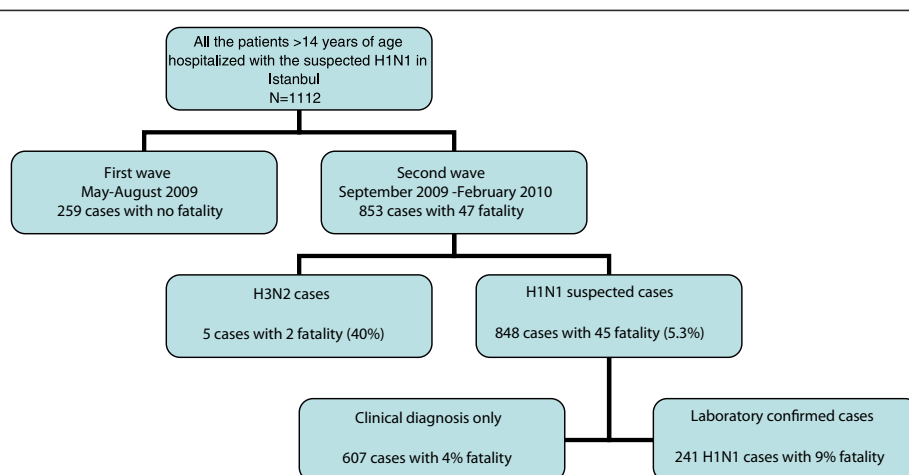 All the patients >14 years of age
hospitalized with the suspected H1N1 in
Istanbul
N=1112
First wave
May-August 2009
259 cases with no fatality
Second wave
September 2009 -February 2010
853 cases with 47 fatality
H3N2 cases
5 cases with 2 fatality (40%)
H1N1 suspected cases
848 cases with 45 fatality (5.3%)
Clinical diagnosis only
607 cases with 4% fatality
Laboratory confirmed cases
241 H1N1 cases with 9% fatality